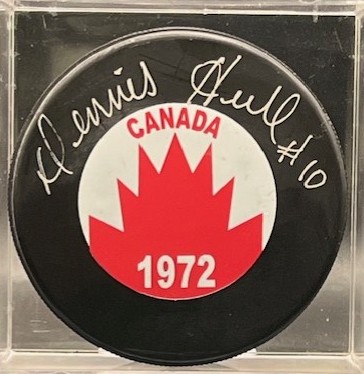 Dennis Hull #10
CANADA
1972